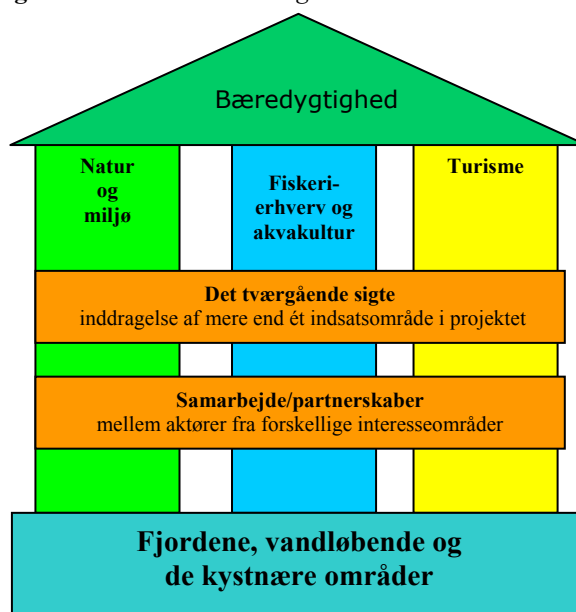 Bæredygtighed
Natur
og
miljø
Fiskeri-
erhverv og
akvakultur
Turisme
Det tværgående sigte
inddragelse af mere end ét indsatsområde i projektet
Samarbejde/partnerskaber
mellem aktører fra forskellige interesseområder
Fjordene, vandløbende og
de kystnære områder